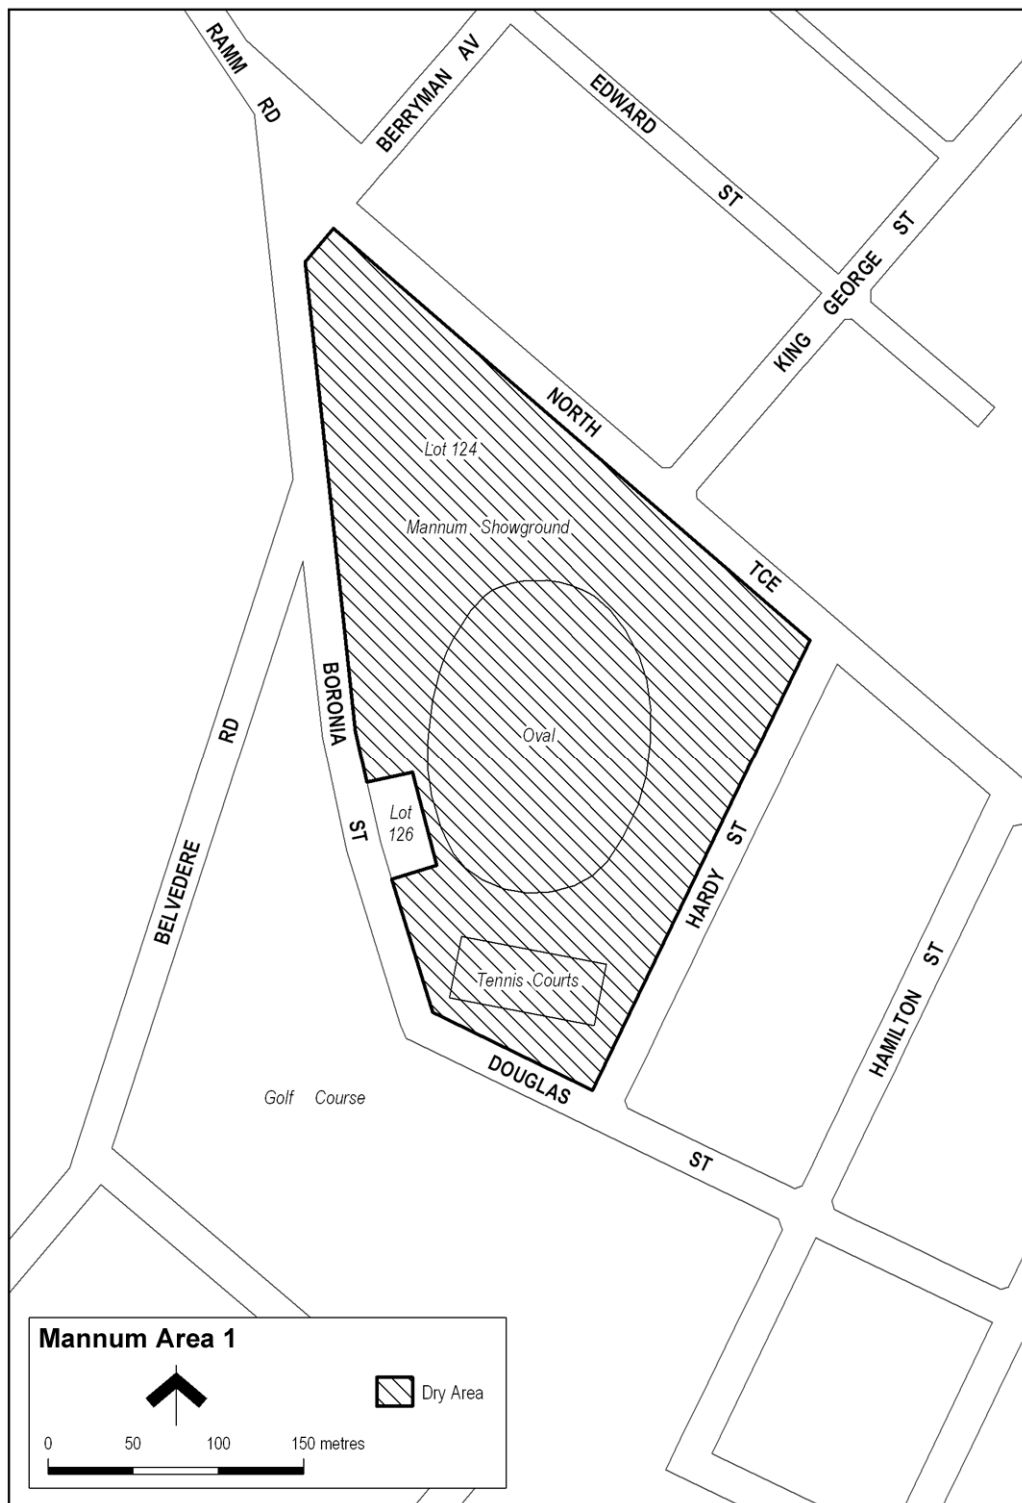 RAMM
RD
BERRYMAN AV
EDWARD
ST
KING GEORGE ST
NORTH
TCE
Lot 124
Mannum Showground
Oval
BORONIA
ST
Lot
126
BELVEDERE
RD
HARDY ST
HAMILTON ST
Tennis Courts
DOUGLAS
ST
Golf Course
Mannum Area 1
Dry Area
0 50 100 150 metres